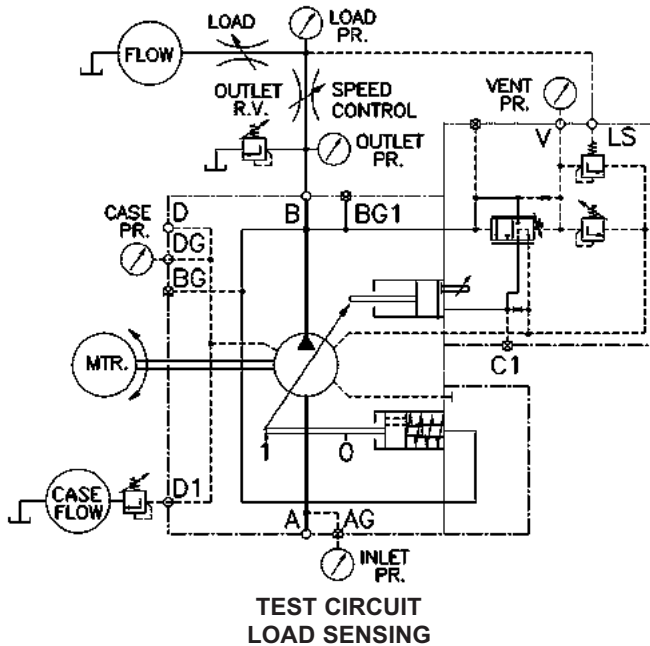 LOAD
LOAD
PR.
FLOW
OUTLET
R.V.
SPEED
CONTROL
VENT
PR.
OUTLET
PR.
V
LS
CASE
PR.
D
B
BG1
DG
BG
MTR.
C1
1
0
CASE
FLOW
D1
A
AG
INLET
PR.
TEST CIRCUIT
LOAD SENSING